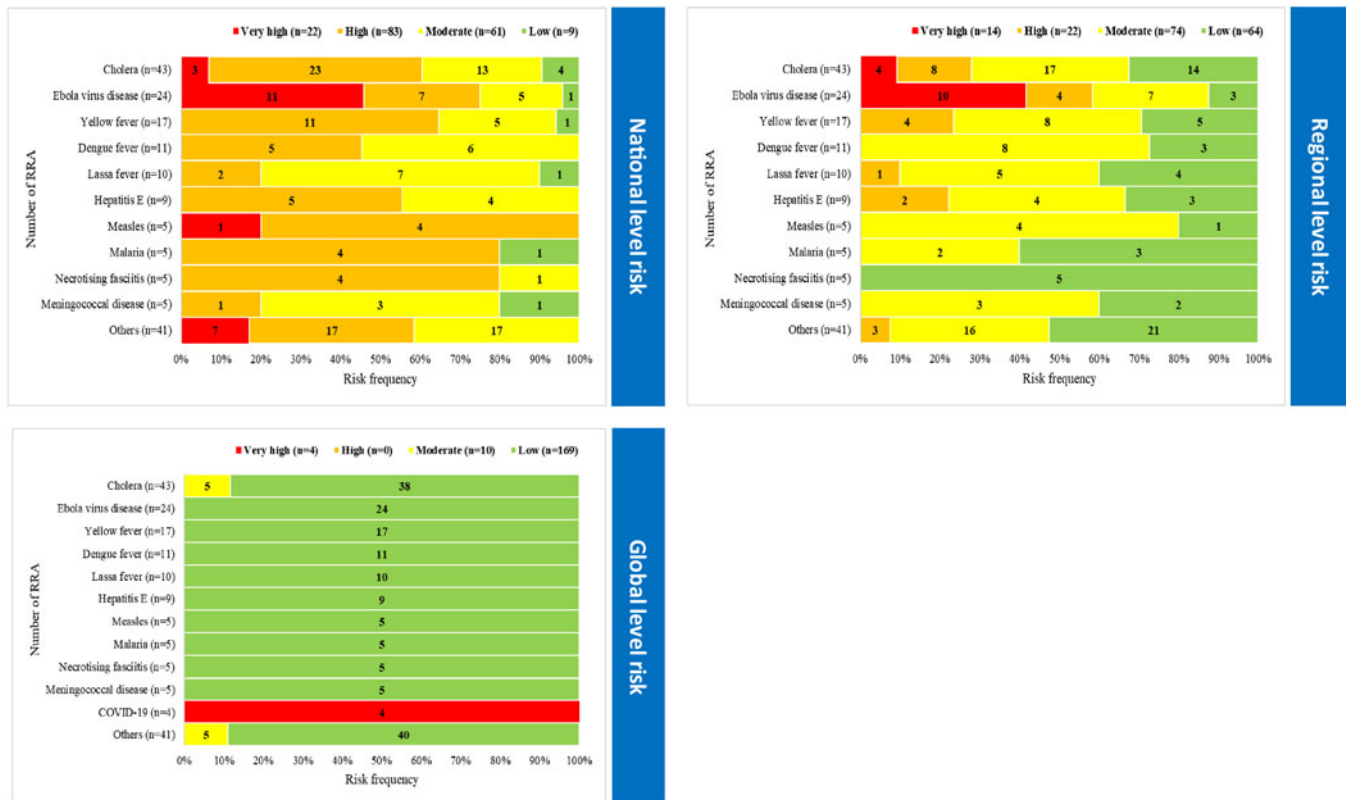 Very high (n=22) High (n=83) Moderate (n=61) Low (n=9)
Number of RRA
Cholera (n=43) 3 23 13 4
Ebola virus disease (n=24) 11 7 5 1
Yellow fever (n=17) 11 5 1
Dengue fever (n=11) 5 6
Lassa fever (n=10) 2 7 1
Hepatitis E (n=9) 5 4
Measles (n=5) 1 4
Malaria (n=5) 4 1
Necrotising fasciitis (n=5) 4 1
Meningococcal disease (n=5) 1 3 1
Others (n=41) 7 17 17
0% 10% 20% 30% 40% 50% 60% 70% 80% 90% 100%
Risk frequency
National level risk
Very high (n=14) High (n=22) Moderate (n=74) Low (n=64)
Number of RRA
Cholera (n=43) 4 8 17 14
Ebola virus disease (n=24) 10 4 7 3
Yellow fever (n=17) 4 8 5
Dengue fever (n=11) 8 3
Lassa fever (n=10) 1 5 4
Hepatitis E (n=9) 2 4 3
Measles (n=5) 4 1
Malaria (n=5) 2 3
Necrotising fasciitis (n=5) 5
Meningococcal disease (n=5) 3 2
Others (n=41) 3 16 21
0% 10% 20% 30% 40% 50% 60% 70% 80% 90% 100%
Risk frequency
Regional level risk
Very high (n=4) High (n=0) Moderate (n=10) Low (n=169)
Number of RRA
Cholera (n=43) 5 38
Ebola virus disease (n=24) 24
Yellow fever (n=17) 17
Dengue fever (n=11) 11
Lassa fever (n=10) 10
Hepatitis E (n=9) 9
Measles (n=5) 5
Malaria (n=5) 5
Necrotising fasciitis (n=5) 5
Meningococcal disease (n=5) 5
COVID-19 (n=4) 4
Others (n=41) 5 40
0% 10% 20% 30% 40% 50% 60% 70% 80% 90% 100%
Risk frequency
Global level risk